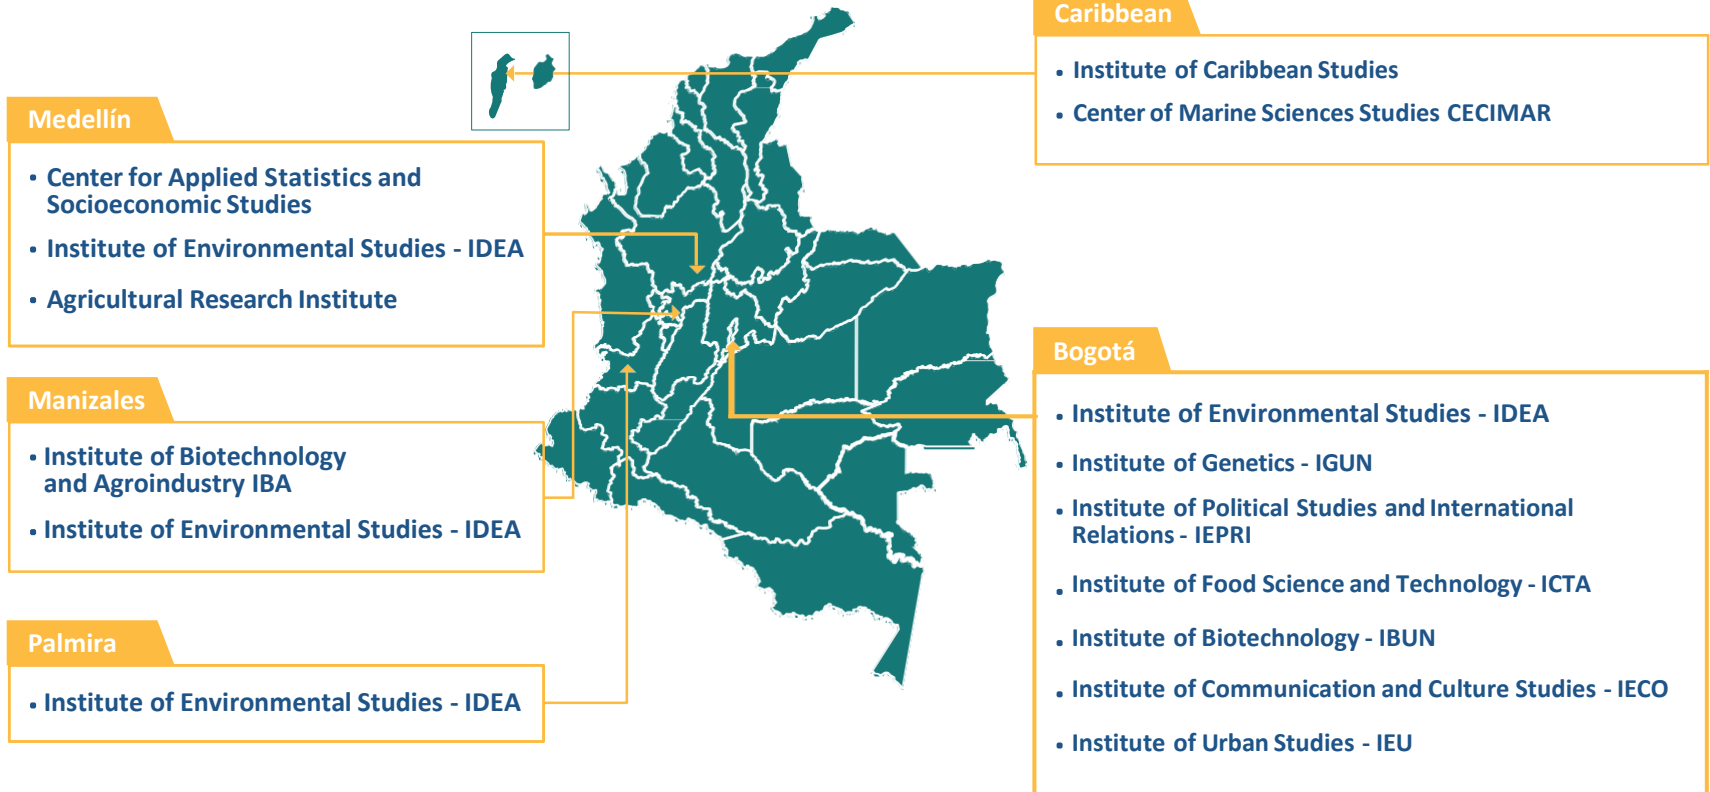 Caribbean
• Institute of Caribbean Studies
• Center of Marine Sciences Studies CECIMAR
Medellín
• Center for Applied Statistics and
Socioeconomic Studies
• Institute of Environmental Studies - IDEA
• Agricultural Research Institute
Manizales
• Institute of Biotechnology
and Agroindustry IBA
• Institute of Environmental Studies - IDEA
Palmira
• Institute of Environmental Studies - IDEA
Bogotá
• Institute of Environmental Studies - IDEA
• Institute of Genetics - IGUN
• Institute of Political Studies and International
Relations - IEPRI
• Institute of Food Science and Technology - ICTA
• Institute of Biotechnology - IBUN
• Institute of Communication and Culture Studies - IECO
• Institute of Urban Studies - IEU